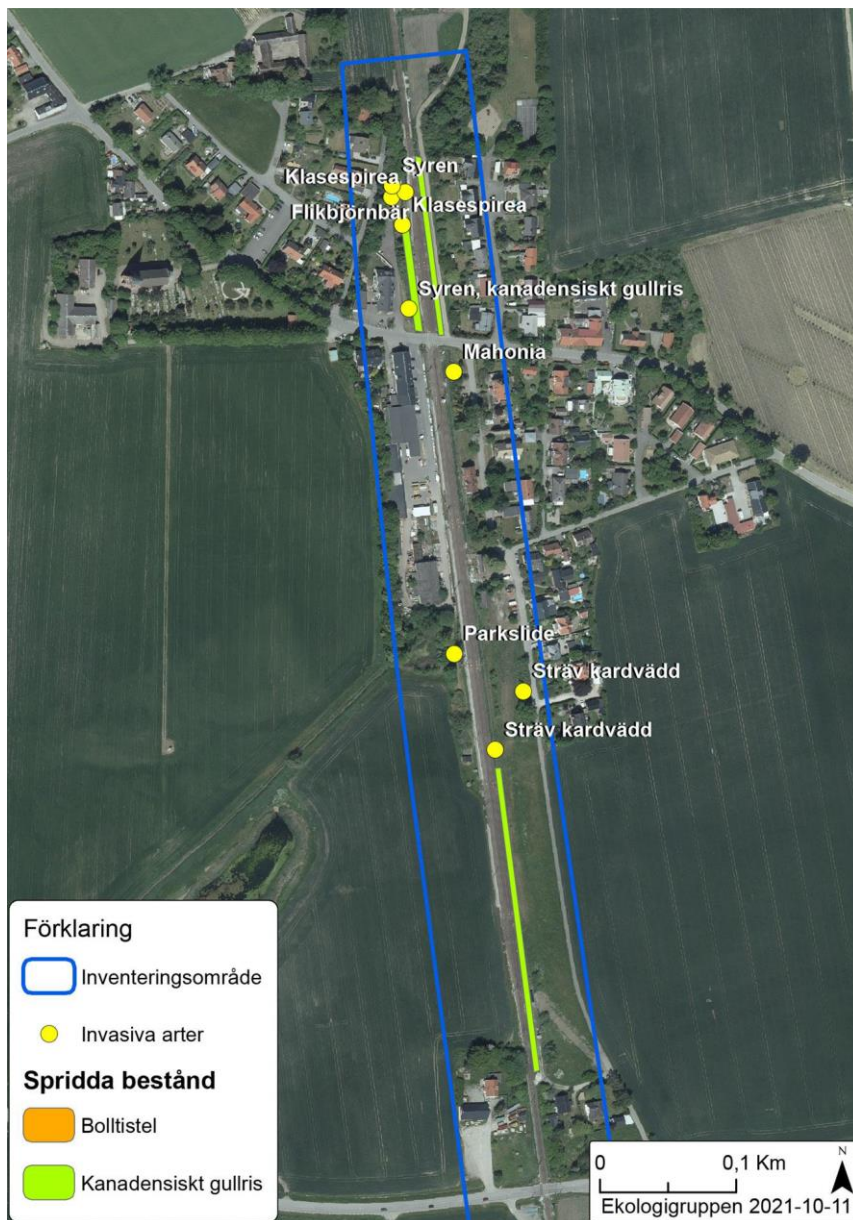 Syren
Klasespirea
Flikbjörnbär
Klasespirea
Syren, kanadensiskt gullris
Mahonia
Parkslide
Sträv kardvädd
Sträv kardvädd
Förklaring
Inventeringsområde
Invasiva arter
Spridda bestånd
Bolltistel
Kanadensiskt gullris
0 0,1 Km
N
Ekologigruppen 2021-10-11